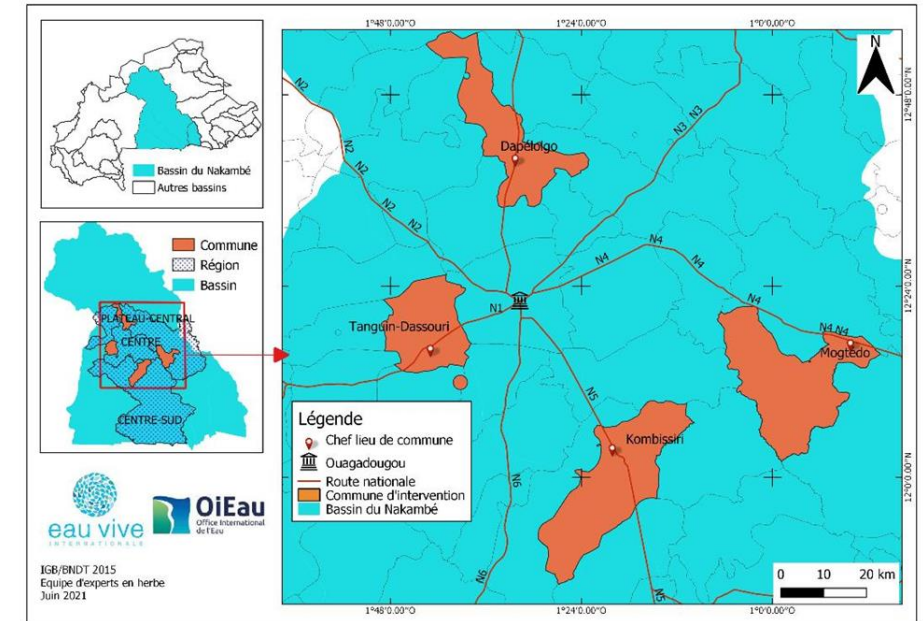 Bassin du Nakambé
Autres bassins
Commune
Région
Bassin
PLATEAU-CENTRAL
CENTRE
CENTRE-SUD
eau vive
INTERNATIONALE
OiEau
Office International
de l'Eau
IGB/BNDT 2015
Equipe d'experts en herbe
Juin 2021
1°48'0.00"O
1°24'0.00"O
1°0'0.00"O
N
12°48'0.00"N
12°24'0.00"N
12°0'0.00"N
N2
N2
N2
N2
N3
N3
Dapéloigo
N4
N4
N4
N4
N4 N4
N1
Tanguin-Dassouri
Mogtédo
N5
Kombissiri
N6
N6
N5
Légende
Chef lieu de commune
Ouagadougou
Route nationale
Commune d'intervention
Bassin du Nakambé
0 10 20 km
1°48'0.00"O
1°24'0.00"O
1°0'0.00"O